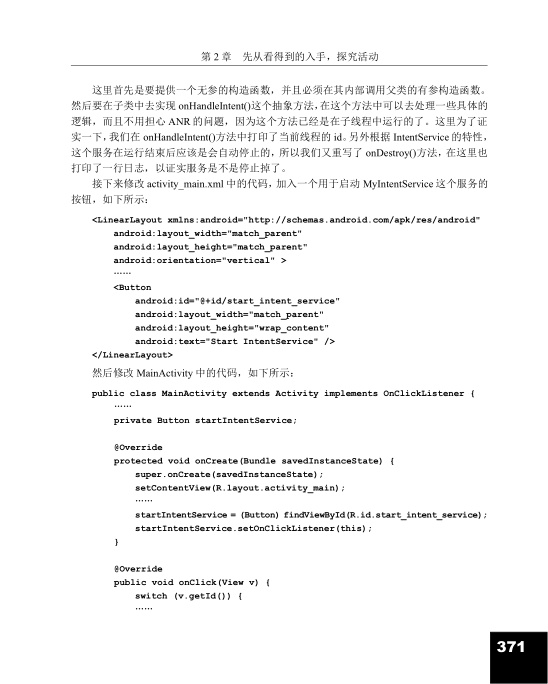 第 2 章 先从看得到的入手，探究活动
这里首先是要提供一个无参的构造函数，并且必须在其内部调用父类的有参构造函数。
然后要在子类中去实现 onHandleIntent()这个抽象方法，在这个方法中可以去处理一些具体的
逻辑，而且不用担心 ANR 的问题，因为这个方法已经是在子线程中运行的了。这里为了证
实一下，我们在 onHandleIntent()方法中打印了当前线程的 id。另外根据 IntentService 的特性，
这个服务在运行结束后应该是会自动停止的，所以我们又重写了 onDestroy()方法，在这里也
打印了一行日志，以证实服务是不是停止掉了。
接下来修改 activity_main.xml 中的代码，加入一个用于启动 MyIntentService 这个服务的
按钮，如下所示：
<LinearLayout xmlns:android="http://schemas.android.com/apk/res/android"
android:layout_width="match_parent"
android:layout_height="match_parent"
android:orientation="vertical" >
……
<Button
android:id="@+id/start_intent_service"
android:layout_width="match_parent"
android:layout_height="wrap_content"
android:text="Start IntentService" />
</LinearLayout>
然后修改 MainActivity 中的代码，如下所示：
public class MainActivity extends Activity implements OnClickListener {
……
private Button startIntentService;
@Override
protected void onCreate(Bundle savedInstanceState) {
super.onCreate(savedInstanceState);
setContentView(R.layout.activity_main);
……
startIntentService = (Button) findViewById(R.id.start_intent_service);
startIntentService.setOnClickListener(this);
}
@Override
public void onClick(View v) {
switch (v.getId()) {
……
371